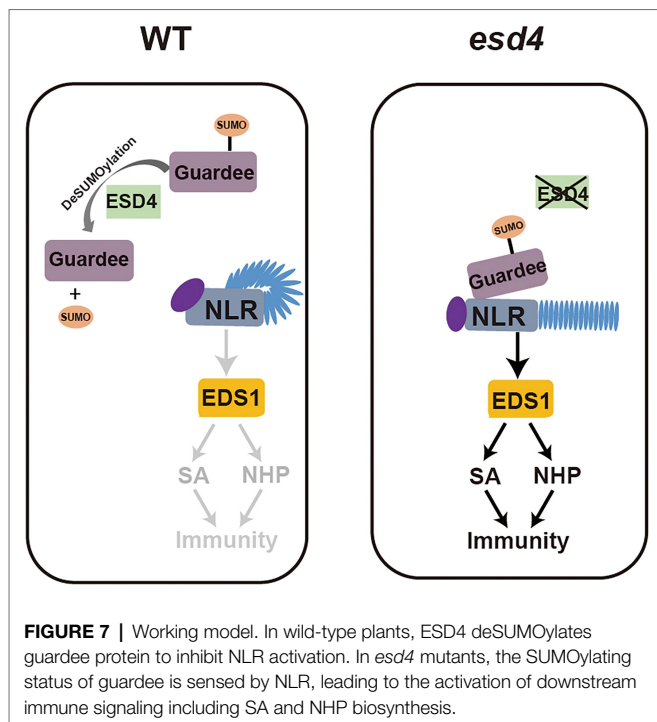 WT
esd4
SUMO
Guardee
DeSUMOylation
ESD4
Guardee
+
SUMO
NLR
EDS1
SA NHP
Immunity
ESD4
SUMO
Guardee
NLR
EDS1
SA NHP
Immunity
FIGURE 7 | Working model. In wild-type plants, ESD4 deSUMOylates
guardee protein to inhibit NLR activation. In esd4 mutants, the SUMOylating
status of guardee is sensed by NLR, leading to the activation of downstream
immune signaling including SA and NHP biosynthesis.